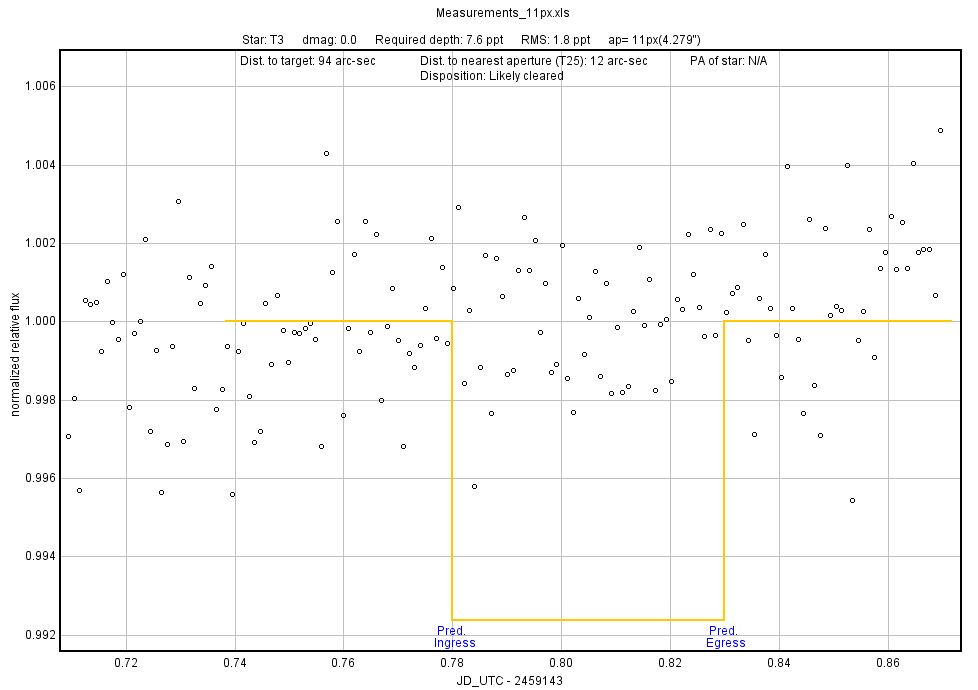 Measurements_11px.xls
Star: T3 dmag: 0.0 Required depth: 7.6 ppt RMS: 1.8 ppt ap= 11px(4.279")
Dist. to target: 94 arc-sec Dist. to nearest aperture (T25): 12 arc-sec PA of star: N/A
Disposition: Likely cleared
1.006
1.004
1.002
1.000
0.998
0.996
0.994
0.992
normalized relative flux
Pred. Ingress
Pred. Egress
0.72 0.74 0.76 0.78 0.80 0.82 0.84 0.86
JD_UTC - 2459143